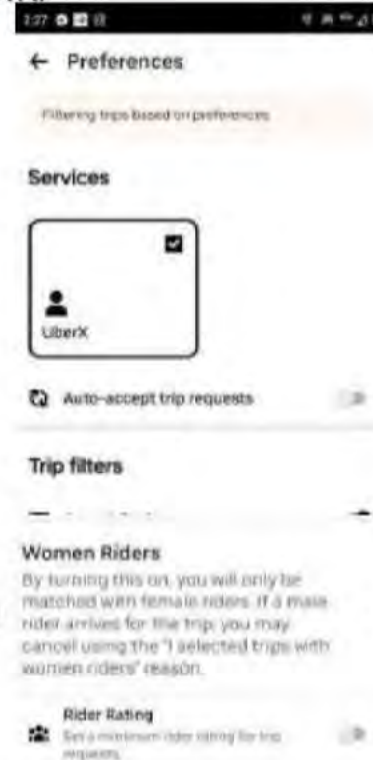 2:27
← Preferences
Filtering trips based on preferences
Services
UberX
Auto-accept trip requests
Trip filters
Women Riders
By turning this on, you will only be
matched with female riders. If a male
rider arrives for the trip, you may
cancel using the "I selected trips with
women riders" reason.
Rider Rating
Set a minimum rider rating for trip
requests.